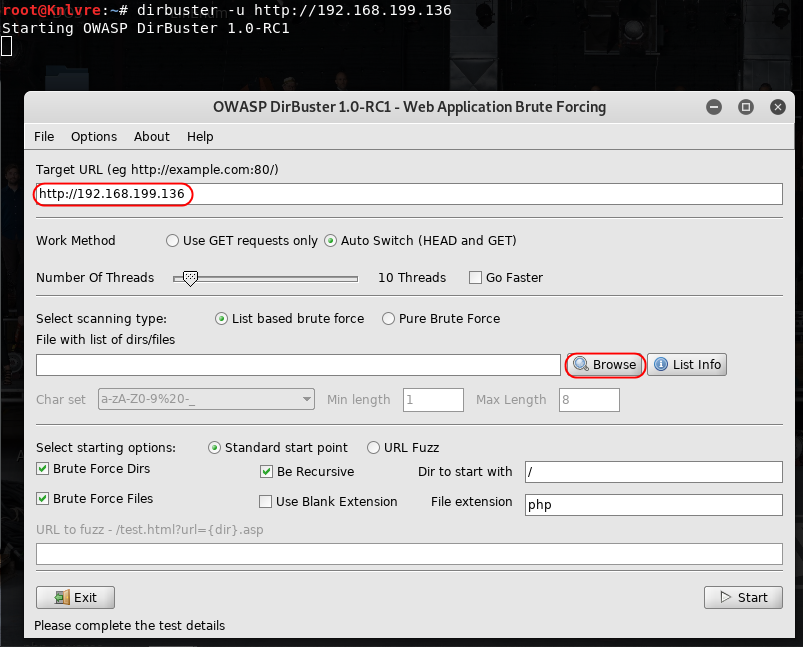 root@Knlvre:~# dirbuster -u http://192.168.199.136
Starting OWASP DirBuster 1.0-RC1
OWASP DirBuster 1.0-RC1 - Web Application Brute Forcing
File Options About Help
Target URL (eg http://example.com:80/)
http://192.168.199.136
Work Method Use GET requests only Auto Switch (HEAD and GET)
Number Of Threads 10 Threads Go Faster
Select scanning type: List based brute force Pure Brute Force
File with list of dirs/files
Browse List Info
Char set a-zA-Z0-9%20-_ Min length 1 Max Length 8
Select starting options: Standard start point URL Fuzz
Brute Force Dirs Be Recursive Dir to start with /
Brute Force Files Use Blank Extension File extension php
URL to fuzz - /test.html?url={dir}.asp
Exit Start
Please complete the test details